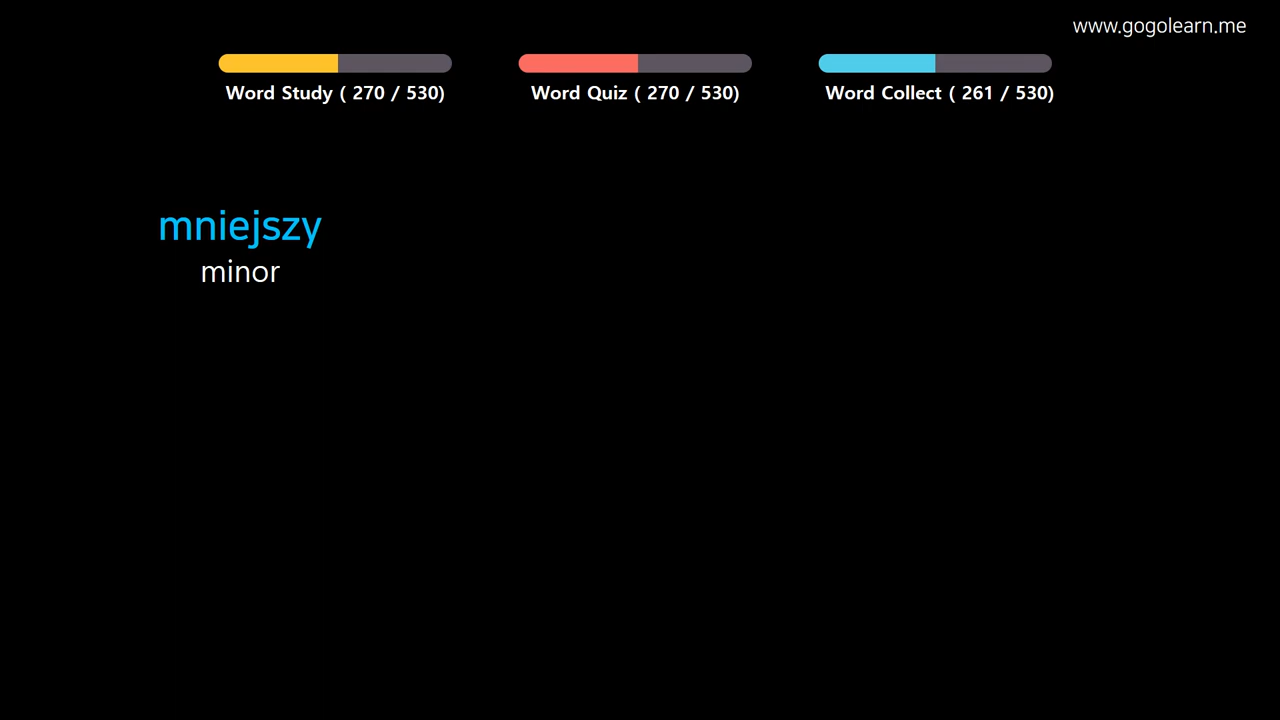 www.gogolearn.me
Word Study ( 270 / 530)
Word Quiz ( 270 / 530)
Word Collect ( 261 / 530)
mniejszy
minor